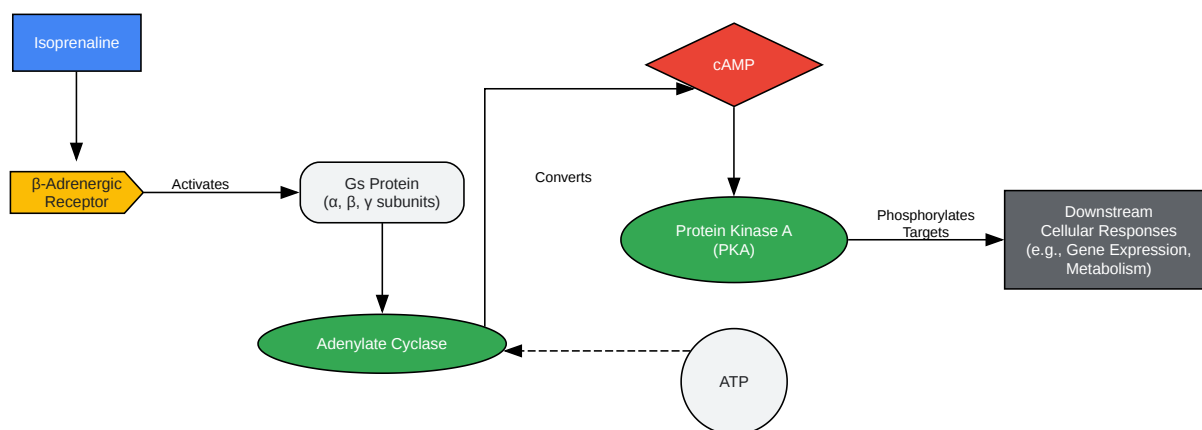 Isoprenaline
β-Adrenergic
Receptor
Activates
Gs Protein
(α, β, γ subunits)
Adenylate Cyclase
Converts
cAMP
Protein Kinase A
(PKA)
Phosphorylates
Targets
Downstream
Cellular Responses
(e.g., Gene Expression,
Metabolism)
ATP